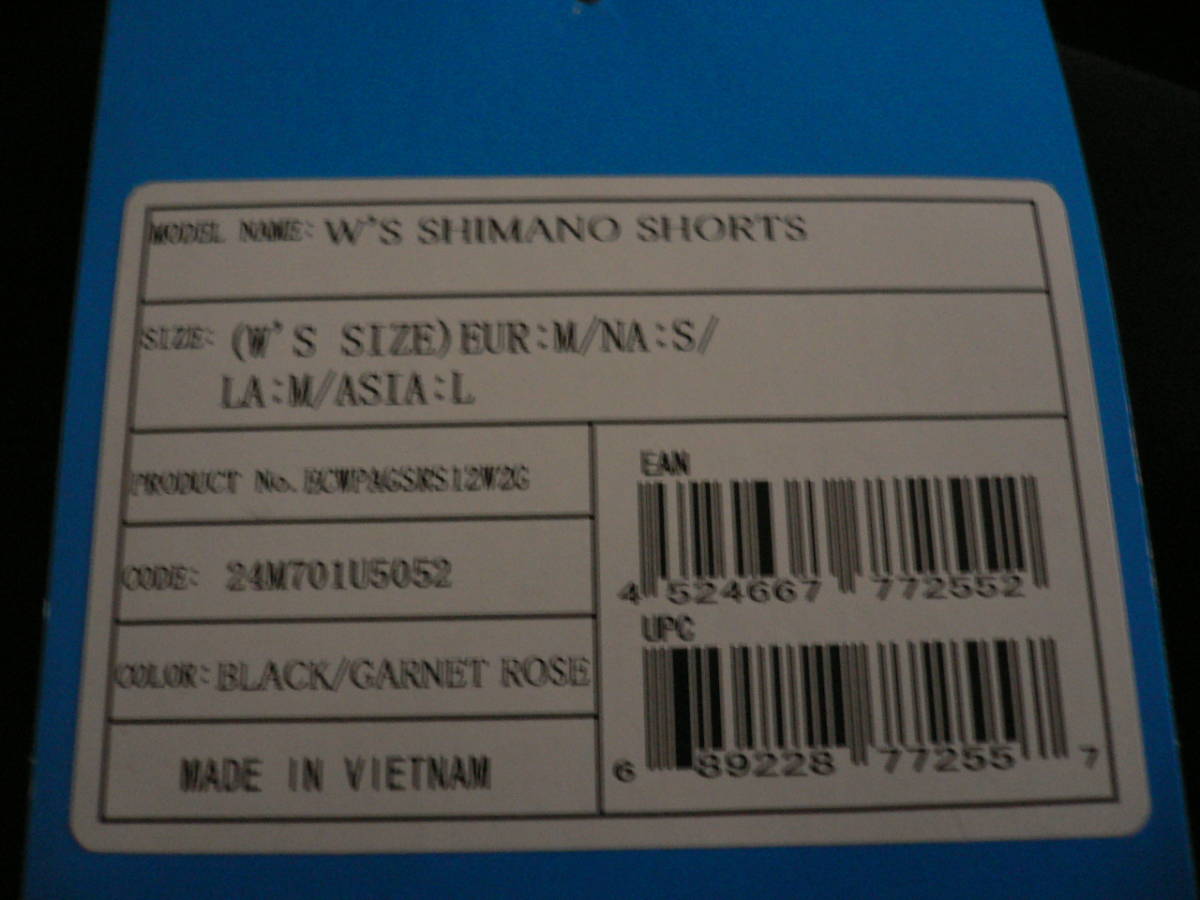 MODEL NAME: W'S SHIMANO SHORTS
SIZE: (W'S SIZE)EUR:M/NA:S/
LA:M/ASIA:L
PRODUCT No. ECWPAGSRS12W2G
CODE: 24M701U5052
COLOR: BLACK/GARNET ROSE
MADE IN VIETNAM
EAN
4 524667 772552
UPC
6 89228 77255 7